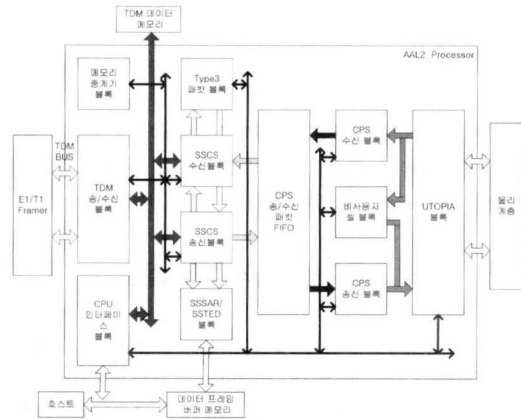 TDM 데이터
메모리
AAL2 Processor
메모리
중계기
블록
Type3
패킷 블록
TDM
BUS
E1/T1
Framer
TDM
송/수신
블록
SSCS
수신블록
SSCS
송신블록
CPS
송/수신
패킷
FIFO
CPS
수신 블록
비사용자
셀 블록
CPS
송신 블록
UTOPIA
블록
물리
계층
CPU
인터페이스
블록
SSSAR/
SSTED
블록
호스트
데이터 프레임
버퍼 메모리